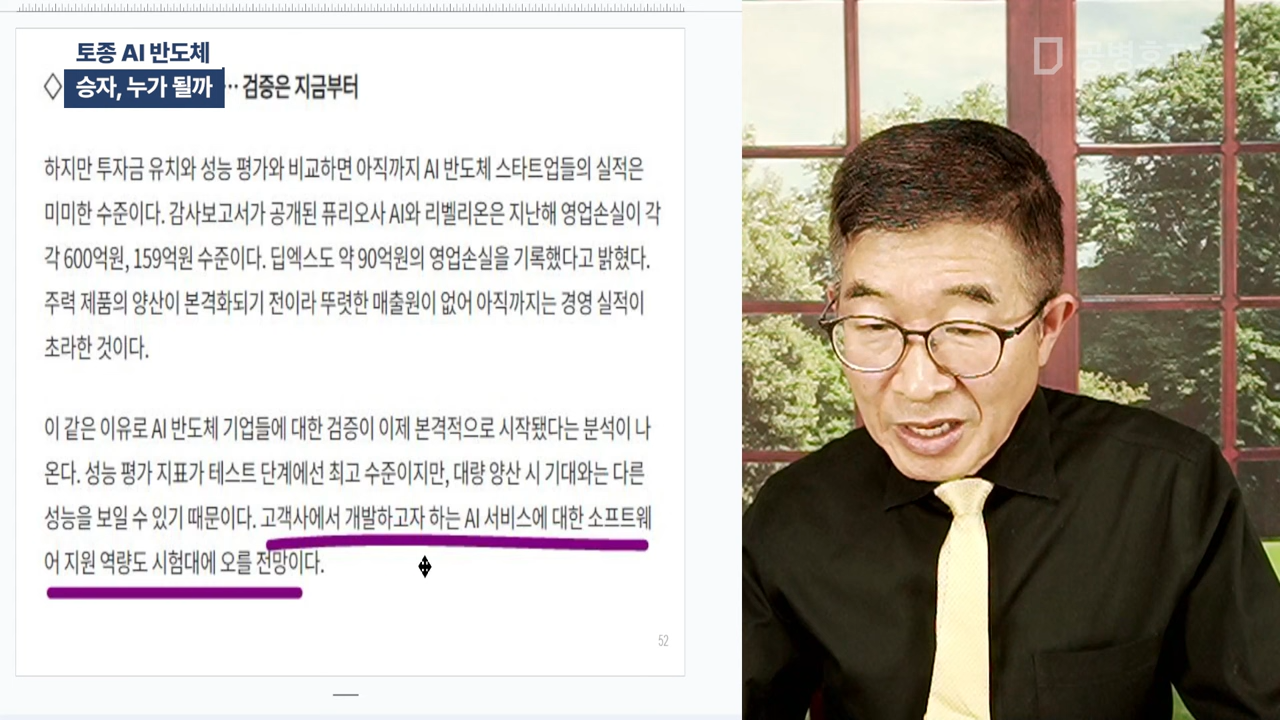 토종 AI 반도체
승자, 누가 될까
… 검증은 지금부터
하지만 투자금 유치와 성능 평가와 비교하면 아직까지 AI 반도체 스타트업들의 실적은
미미한 수준이다. 감사보고서가 공개된 퓨리오사 AI와 리벨리온은 지난해 영업손실이 각
각 600억원, 159억원 수준이다. 딥엑스도 약 90억원의 영업손실을 기록했다고 밝혔다.
주력 제품의 양산이 본격화되기 전이라 뚜렷한 매출원이 없어 아직까지는 경영 실적이
초라한 것이다.
이 같은 이유로 AI 반도체 기업들에 대한 검증이 이제 본격적으로 시작됐다는 분석이 나
온다. 성능 평가 지표가 테스트 단계에선 최고 수준이지만, 대량 양산 시 기대와는 다른
성능을 보일 수 있기 때문이다. 고객사에서 개발하고자 하는 AI 서비스에 대한 소프트웨
어 지원 역량도 시험대에 오를 전망이다.
52